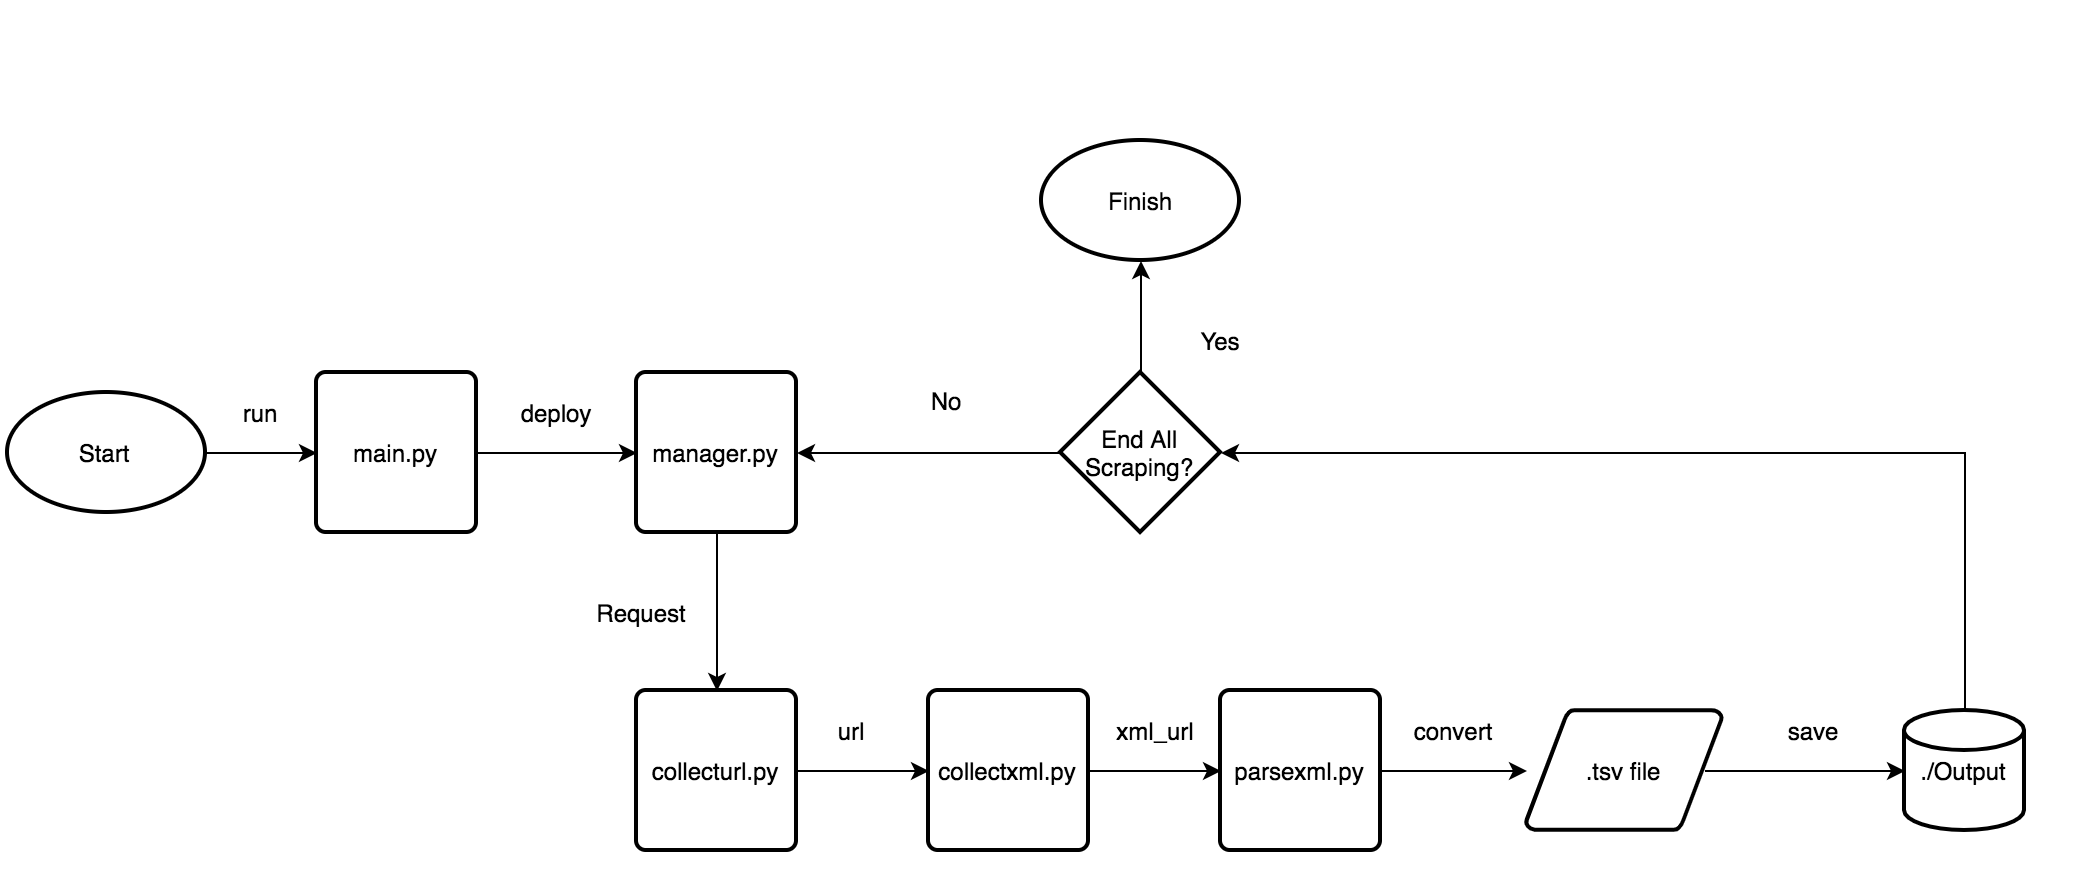 Finish
Yes
No
run
deploy
Start
main.py
manager.py
End All
Scraping?
Request
url
xml_url
convert
save
collecturl.py
collectxml.py
parsexml.py
.tsv file
./Output